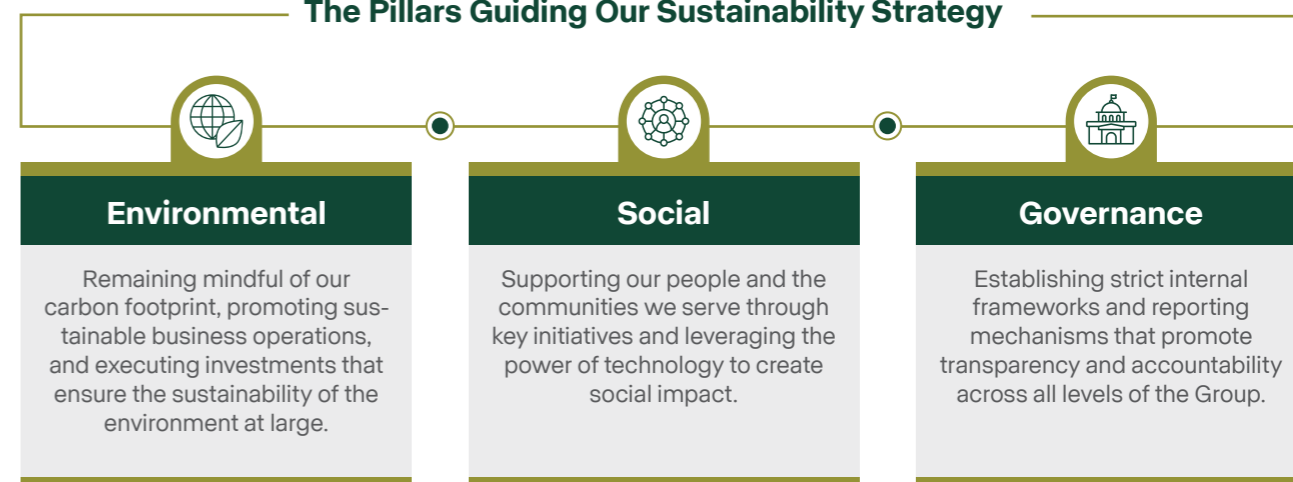 The Pillars Guiding Our Sustainability Strategy
Environmental
Remaining mindful of our
carbon footprint, promoting sus-
tainable business operations,
and executing investments that
ensure the sustainability of the
environment at large.
Social
Supporting our people and the
communities we serve through
key initiatives and leveraging the
power of technology to create
social impact.
Governance
Establishing strict internal
frameworks and reporting
mechanisms that promote
transparency and accountability
across all levels of the Group.